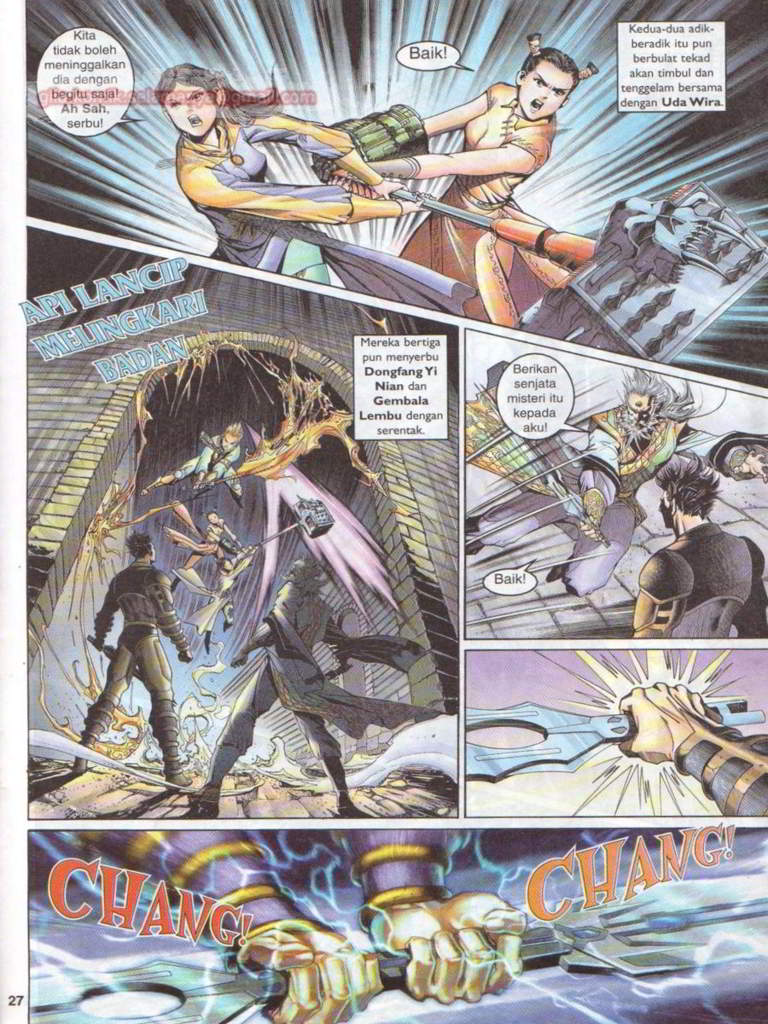 Kita
tidak boleh
meninggalkan
dia dengan
begitu saja!
Ah Sah,
serbu!
Baik!
Kedua-dua adik-
beradik itu pun
berbulat tekad
akan timbul dan
tenggelam bersama
dengan Uda Wira.
API LANCIP
MELINGKARI
BADAN
Mereka bertiga
pun menyerbu
Dongfang Yi
Nian dan
Gembala
Lembu dengan
serentak.
Berikan
senjata
misteri itu
kepada
aku!
Baik!
CHANG!
CHANG!
27